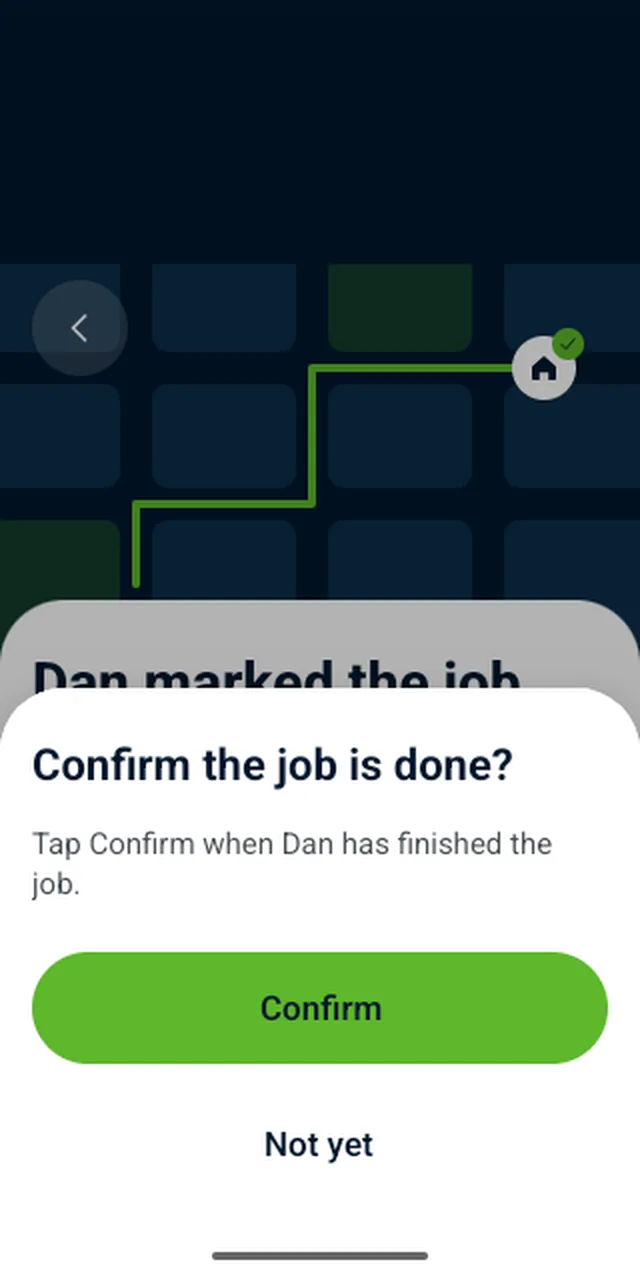 Dan marked the job
Confirm the job is done?
Tap Confirm when Dan has finished the
job.
Confirm
Not yet